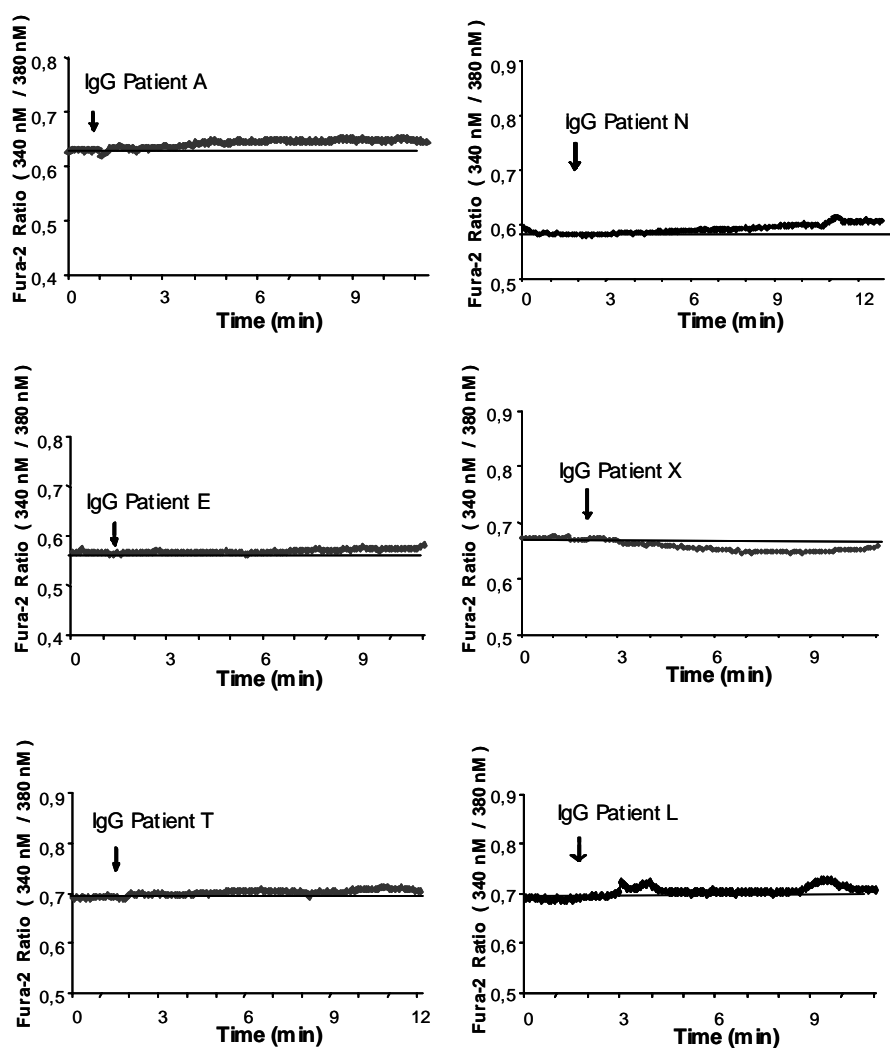 Fura-2 Ratio ( 340 nM / 380 nM)
0,8
0,7
0,6
0,5
0,4
IgG Patient A
0 3 6 9
Time (min)
Fura-2 Ratio ( 340 nM / 380 nM)
0,9
0,8
0,7
0,6
0,5
IgG Patient N
0 3 6 9 12
Time (min)
Fura-2 Ratio ( 340 nM / 380 nM)
0,8
0,7
0,6
0,5
0,4
IgG Patient E
0 3 6 9
Time (min)
Fura-2 Ratio ( 340 nM / 380 nM)
0,9
0,8
0,7
0,6
0,5
IgG Patient X
0 3 6 9
Time (min)
Fura-2 Ratio ( 340 nM / 380 nM)
0,9
0,8
0,7
0,6
0,5
IgG Patient T
0 3 6 9 12
Time (min)
Fura-2 Ratio ( 340 nM / 380 nM)
0,9
0,8
0,7
0,6
0,5
IgG Patient L
0 3 6 9
Time (min)